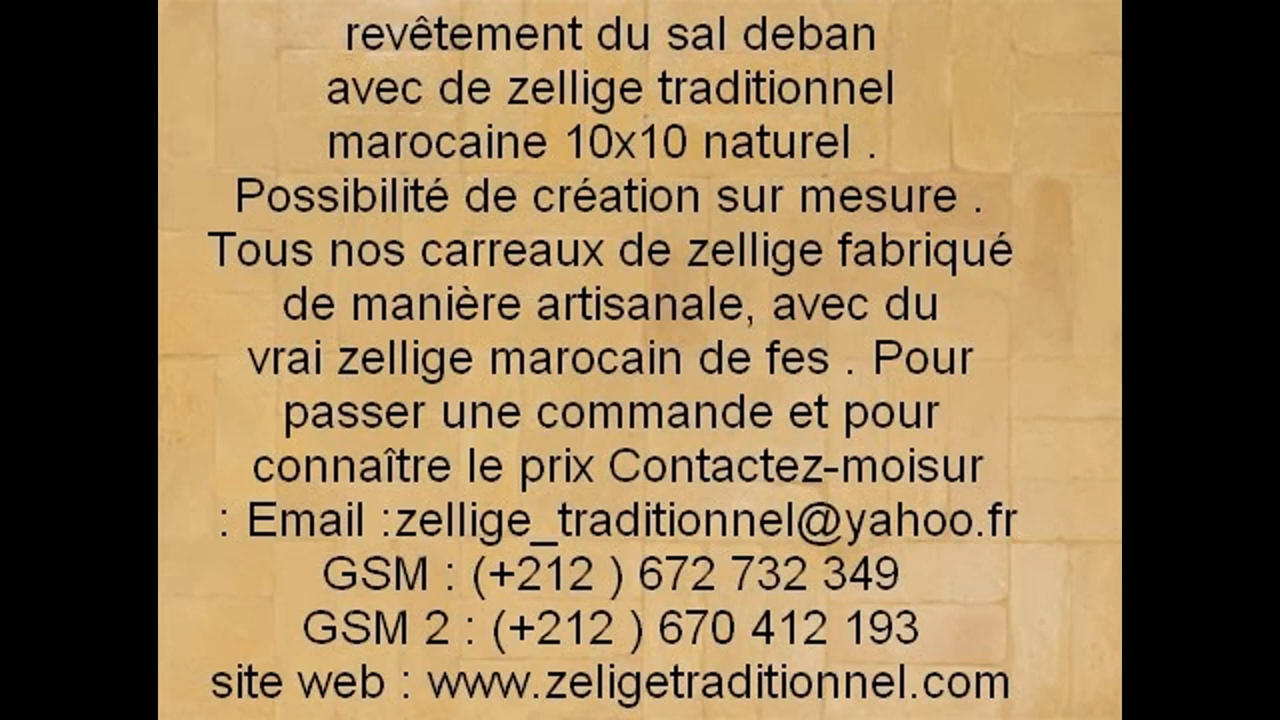 revêtement du sal deban
avec de zellige traditionnel
marocaine 10x10 naturel .
Possibilité de création sur mesure .
Tous nos carreaux de zellige fabriqué
de manière artisanale, avec du
vrai zellige marocain de fes . Pour
passer une commande et pour
connaître le prix Contactez-moisur
: Email :zellige_traditionnel@yahoo.fr
GSM : (+212 ) 672 732 349
GSM 2 : (+212 ) 670 412 193
site web : www.zeligetraditionnel.com